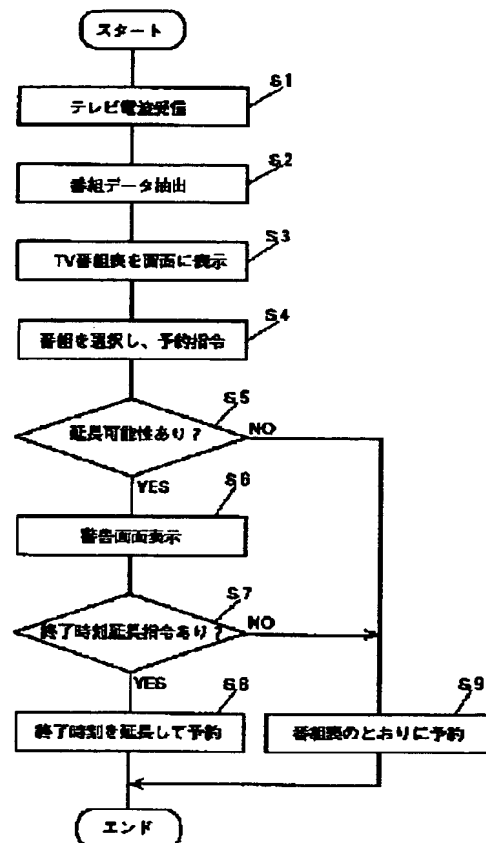 スタート
S1
テレビ電波受信
S2
番組データ抽出
S3
TV番組表を画面に表示
S4
番組を選択し、予約指令
S5
延長可能性あり?
NO
YES
S6
警告画面表示
S7
終了時刻延長指令あり?
NO
YES
S8
終了時刻を延長して予約
S9
番組表のとおりに予約
エンド